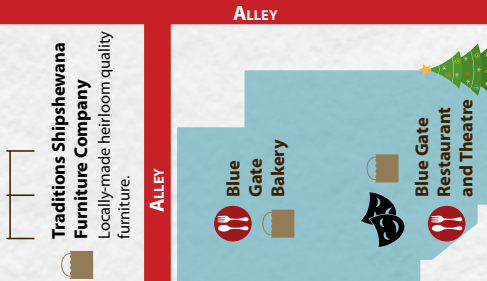 ALLEY
Traditions Shipshewana
Furniture Company
Locally-made heirloom quality
furniture.
ALLEY
Blue
Gate
Bakery
Blue Gate
Restaurant
and Theatre